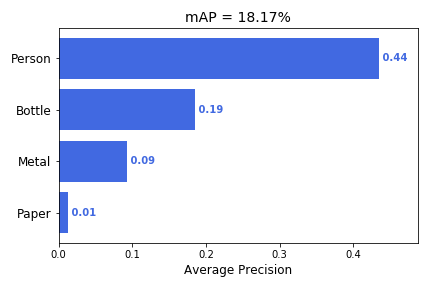 mAP = 18.17%
Person 0.44
Bottle 0.19
Metal 0.09
Paper 0.01
0.0 0.1 0.2 0.3 0.4
Average Precision